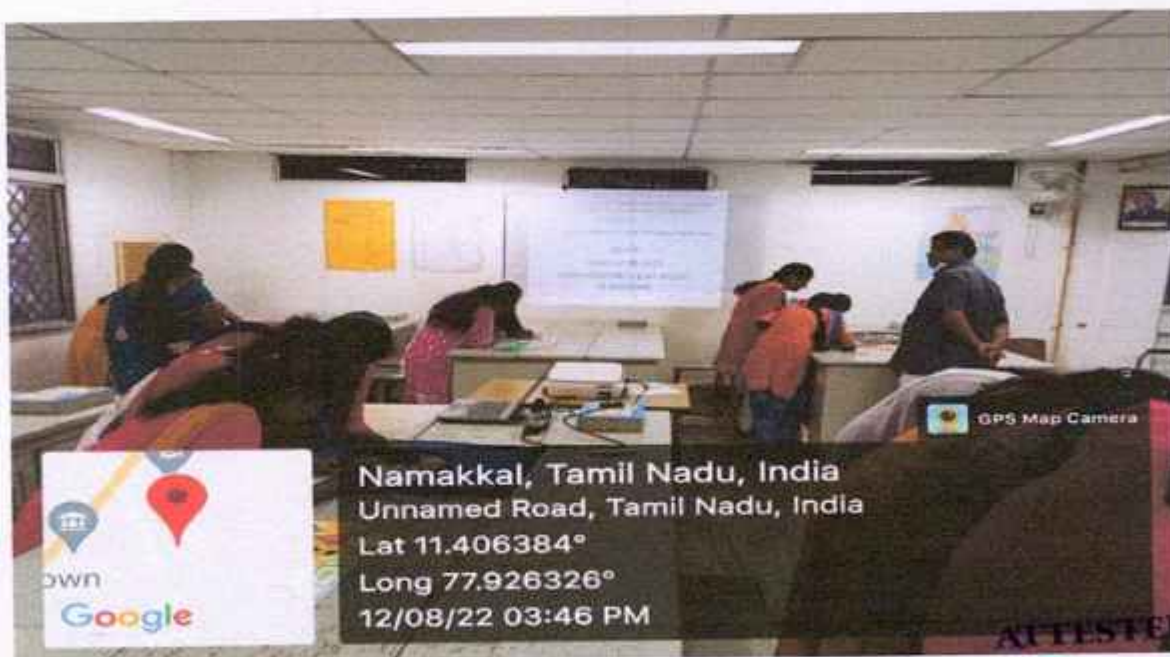 GPS Map Camera
Namakkal, Tamil Nadu, India
Unnamed Road, Tamil Nadu, India
Lat 11.406384°
Long 77.926326°
12/08/22 03:46 PM
own
Google
ATTESTE